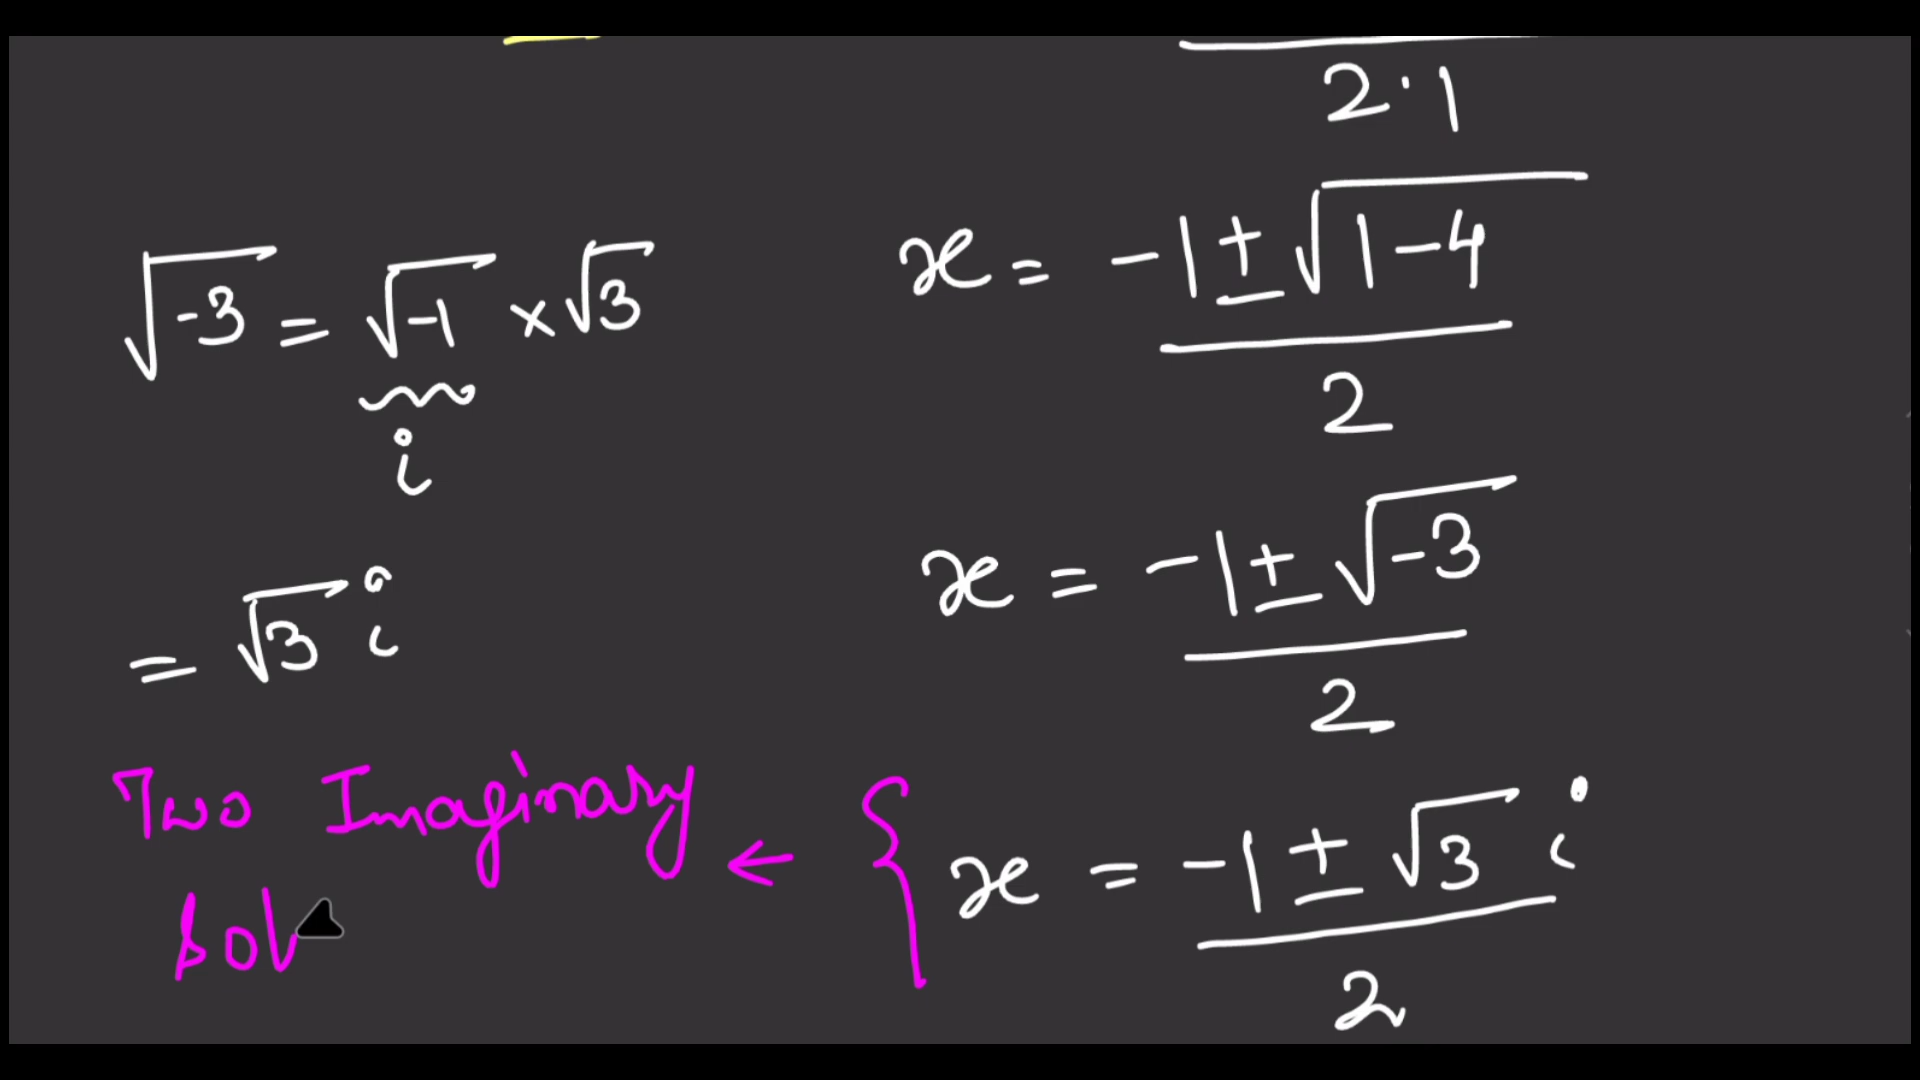 2·1
x = -1 ± √1-4
2
√-3 = √-1 × √3
i
x = -1 ± √-3
2
= √3 i
Two Imaginary ← { x = -1 ± √3 i
2
Sol